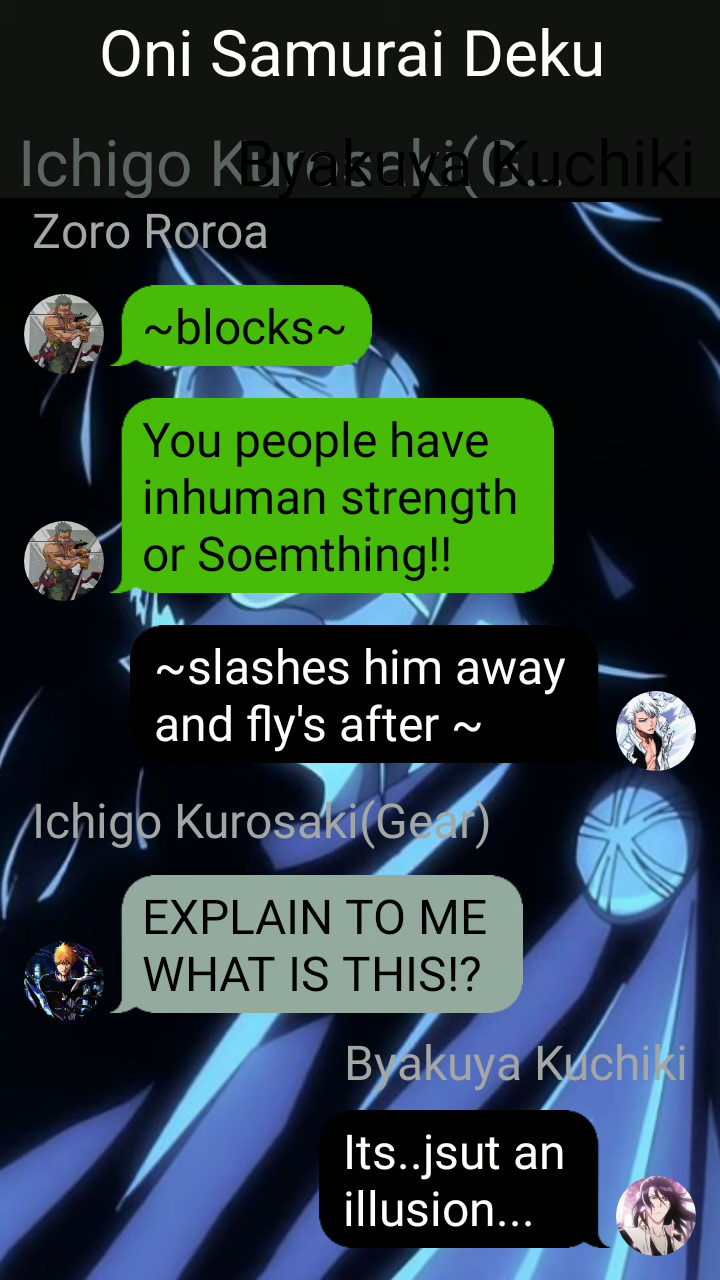 Oni Samurai Deku
Ichigo Kurosaki(G...
Byakuya Kuchiki
Zoro Roroa
~blocks~
You people have
inhuman strength
or Soemthing!!
~slashes him away
and fly's after ~
Ichigo Kurosaki(Gear)
EXPLAIN TO ME
WHAT IS THIS!?
Byakuya Kuchiki
Its..jsut an
illusion...